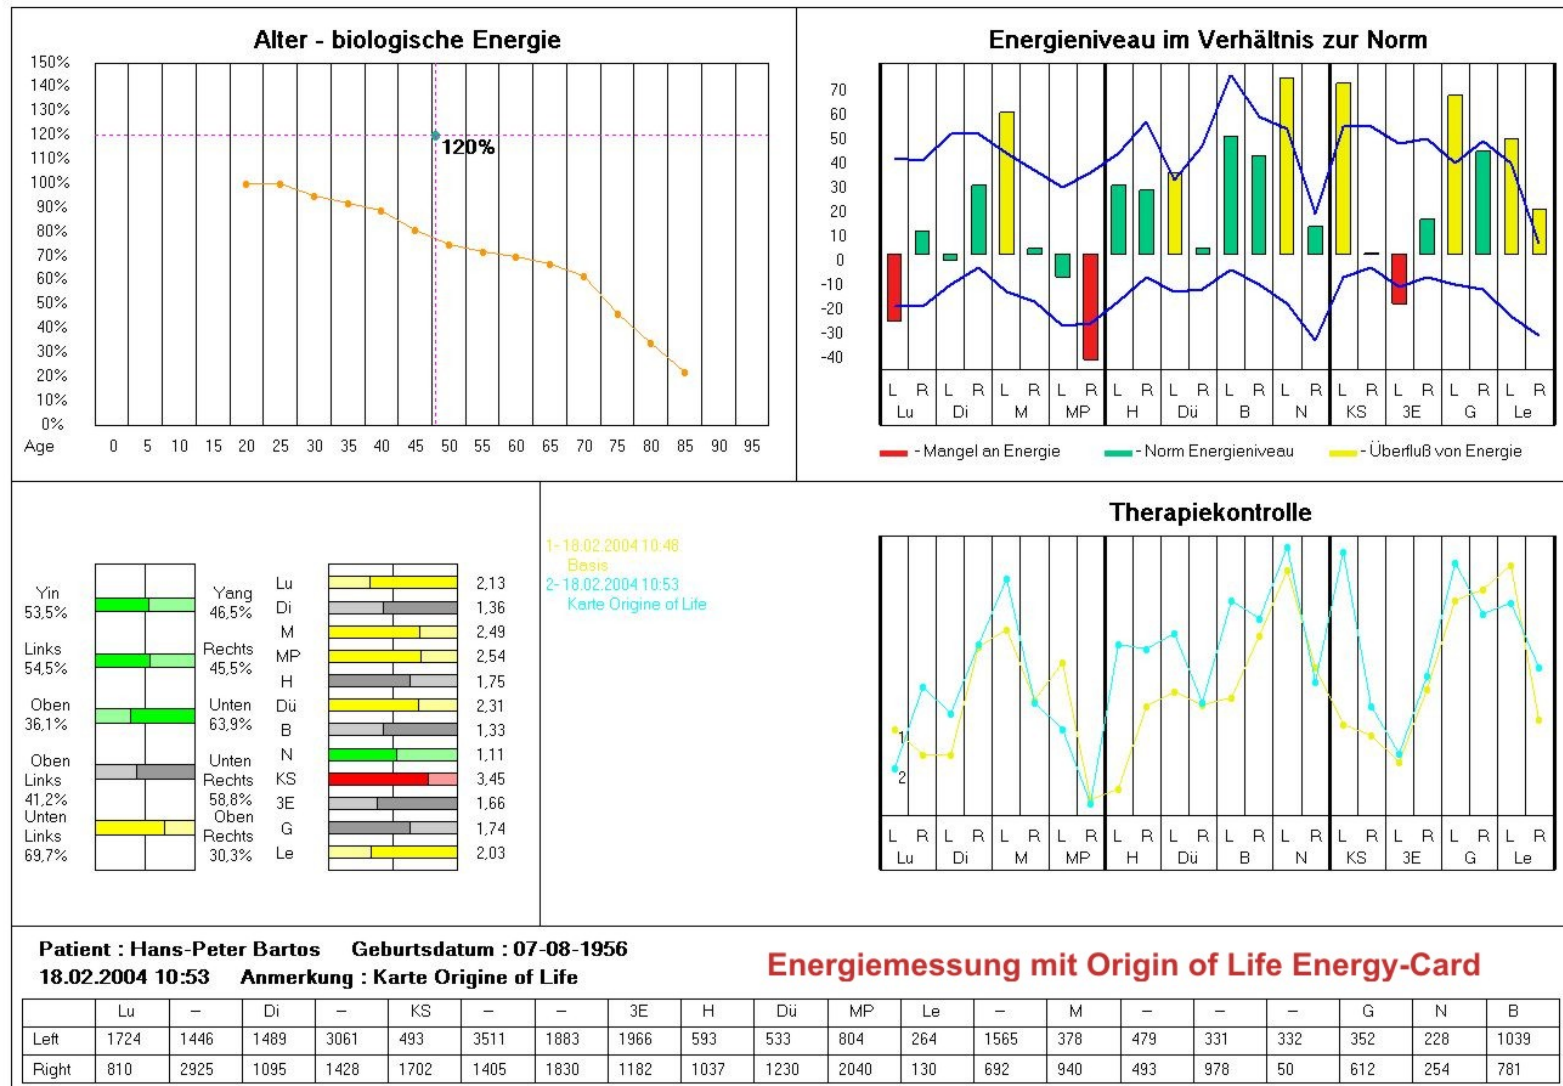 Alter - biologische Energie
150%
140%
130%
120%
110%
100%
90%
80%
70%
60%
50%
40%
30%
20%
10%
0%
120%
Age 0 5 10 15 20 25 30 35 40 45 50 55 60 65 70 75 80 85 90 95
Energieniveau im Verhältnis zur Norm
70
60
50
40
30
20
10
0
-10
-20
-30
-40
L R L R L R L R L R L R L R L R L R L R L R L R
Lu Di M MP H Dü B N KS 3E G Le
- Mangel an Energie - Norm Energieniveau - Überfluß von Energie
Yin Yang
53,5% 46,5%
Links Rechts
54,5% 45,5%
Oben Unten
36,1% 63,9%
Oben Unten
Links Rechts
41,2% 58,8%
Unten Oben
Links Rechts
69,7% 30,3%
Lu 2,13
Di 1,36
M 2,49
MP 2,54
H 1,75
Dü 2,31
B 1,33
N 1,11
KS 3,45
3E 1,66
G 1,74
Le 2,03
1- 18.02.2004 10:48
Basis
2- 18.02.2004 10:53
Karte Origine of Life
Therapiekontrolle
1
2
L R L R L R L R L R L R L R L R L R L R L R L R
Lu Di M MP H Dü B N KS 3E G Le
Patient : Hans-Peter Bartos Geburtsdatum : 07-08-1956
18.02.2004 10:53 Anmerkung : Karte Origine of Life
Energiemessung mit Origin of Life Energy-Card
Lu – Di – KS – – 3E H Dü MP Le – M – – – G N B
Left 1724 1446 1489 3061 493 3511 1883 1966 593 533 804 264 1565 378 479 331 332 352 228 1039
Right 810 2925 1095 1428 1702 1405 1830 1182 1037 1230 2040 130 692 940 493 978 50 612 254 781